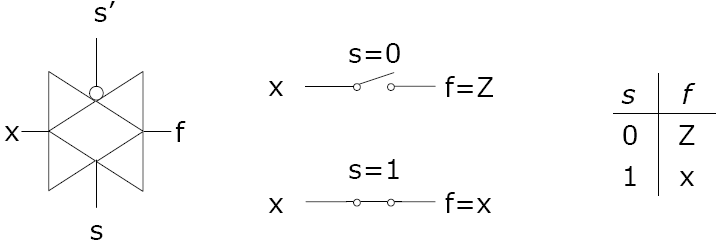 s′
x f
s
s=0
x f=Z
s=1
x f=x
s f
0 Z
1 x